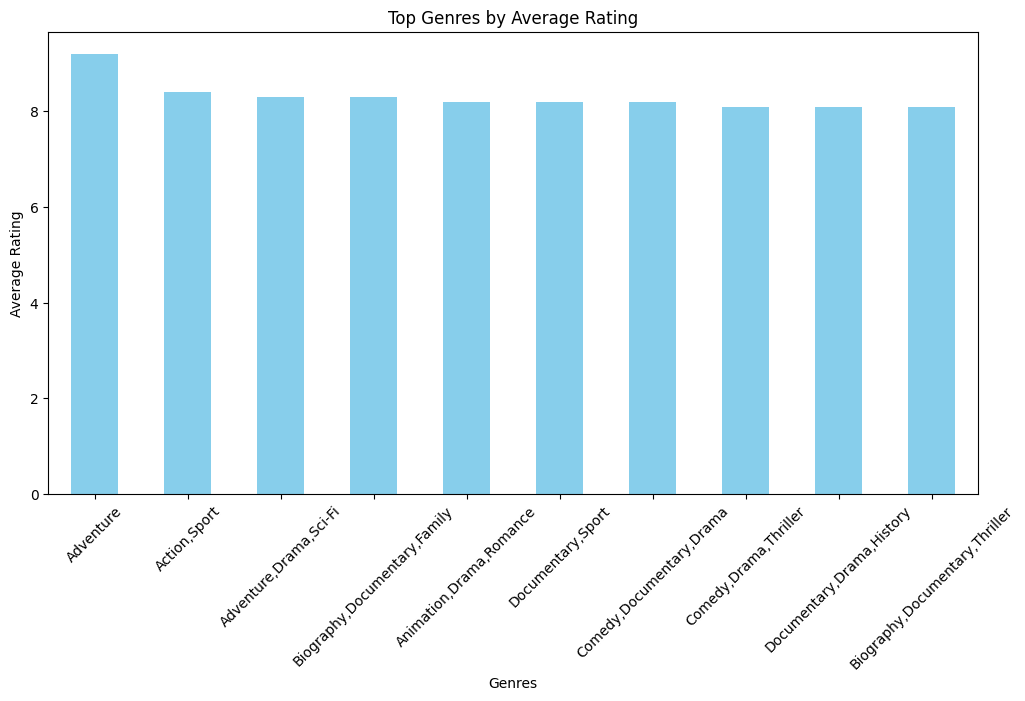 Top Genres by Average Rating
Average Rating
8
6
4
2
0
Adventure
Action,Sport
Adventure,Drama,Sci-Fi
Biography,Documentary,Family
Animation,Drama,Romance
Documentary,Sport
Comedy,Documentary,Drama
Comedy,Drama,Thriller
Documentary,Drama,History
Biography,Documentary,Thriller
Genres